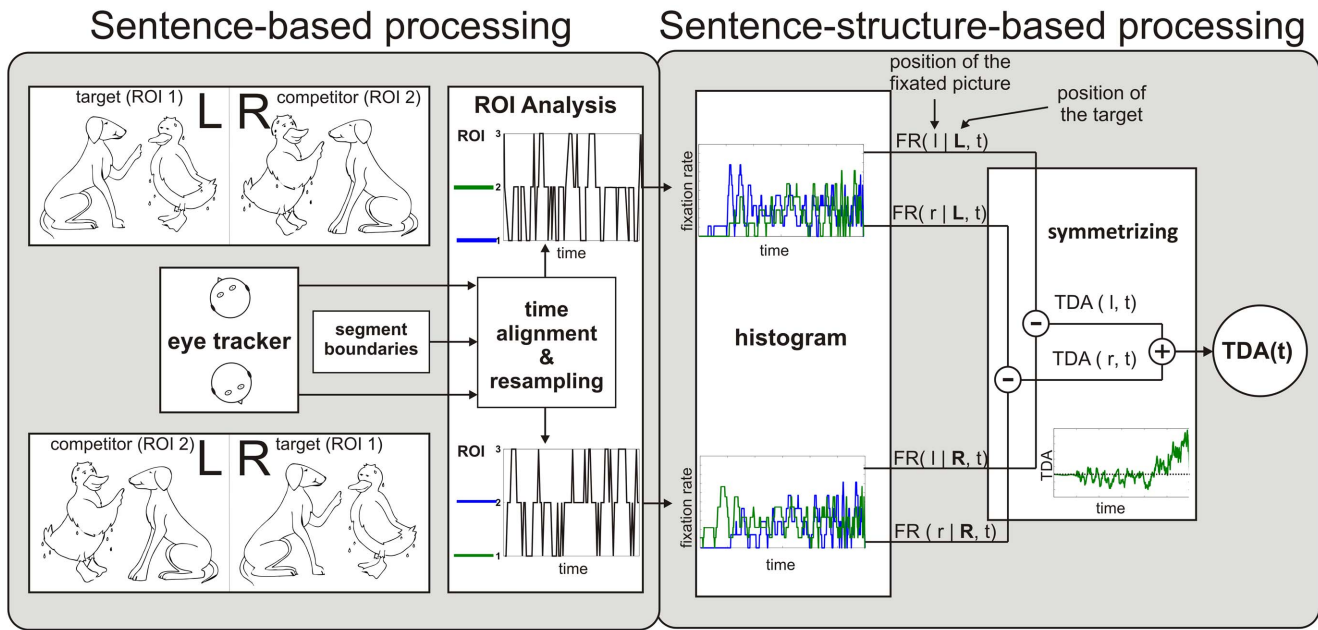 Sentence-based processing
Sentence-structure-based processing
target (ROI 1)
L
R
competitor (ROI 2)
ROI Analysis
ROI
3
2
1
time
eye tracker
segment
boundaries
time
alignment
&
resampling
competitor (ROI 2)
L
R
target (ROI 1)
ROI
3
2
1
time
position of the
fixated picture
position of
the target
fixation rate
time
histogram
fixation rate
time
FR( l | L, t)
FR( r | L, t)
FR( l | R, t)
FR ( r | R, t)
symmetrizing
-
-
TDA ( l, t)
TDA ( r, t)
+
TDA(t)
TDA
time